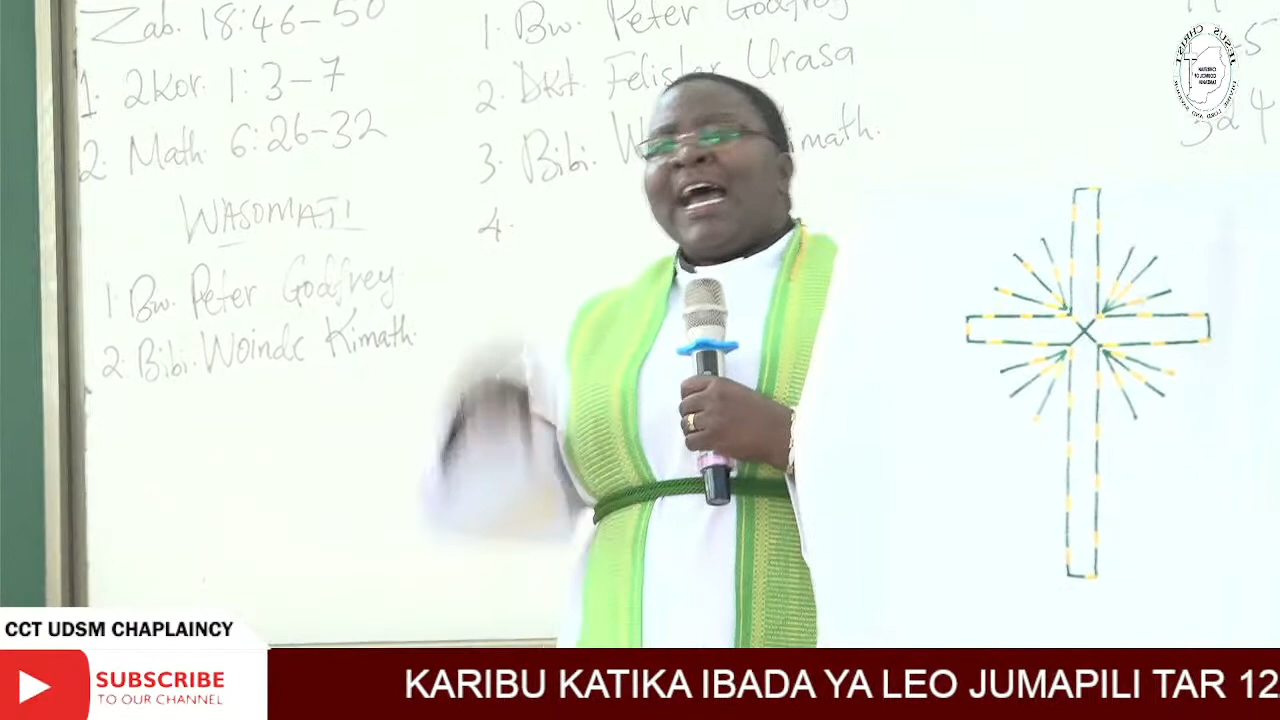 Zab. 18:46-50
1. 2Kor. 1:3-7
2. Math. 6:26-32
WASOMAJI
1. Bw. Peter Godfrey
2. Bibi. Woinde Kimath.
1. Bw. Peter Godfrey
2. Dkt. Felister Urasa
3. Bibi. imath.
4.
CCT UDSM CHAPLAINCY
SUBSCRIBE
TO OUR CHANNEL
KARIBU KATIKA IBADA YA LEO JUMAPILI TAR 12